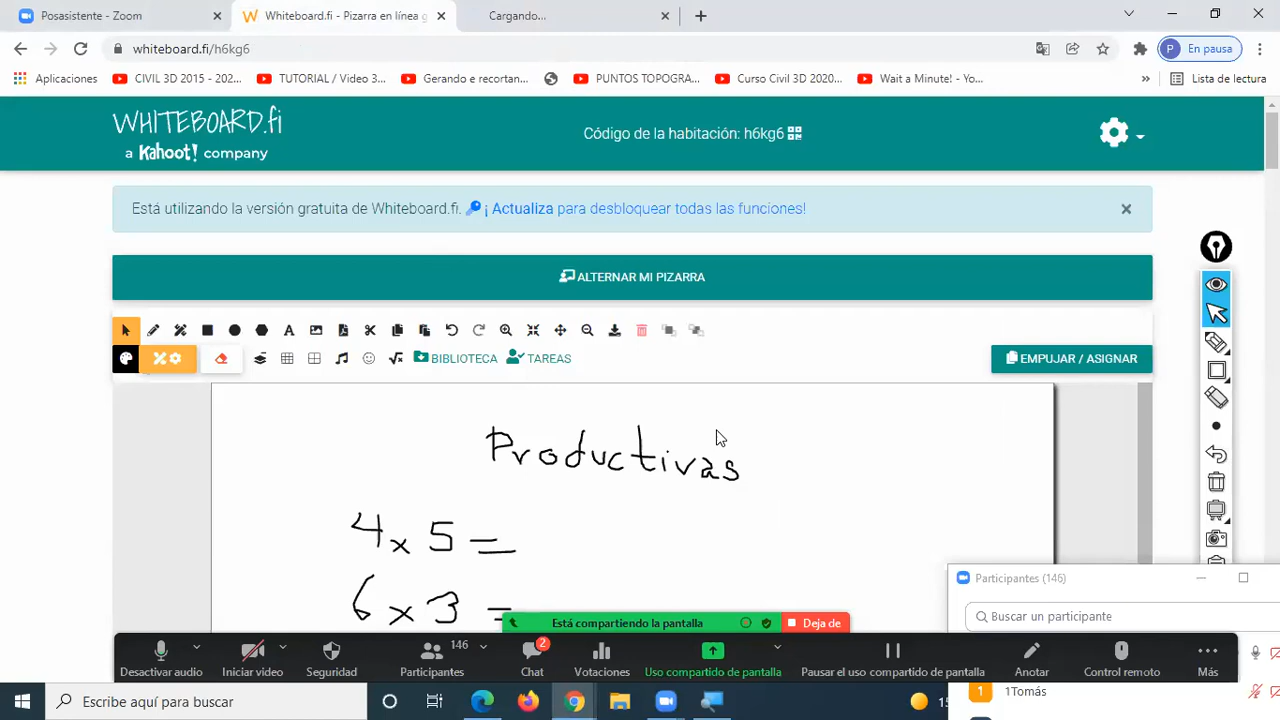 Posasistente - Zoom
Whiteboard.fi - Pizarra en línea g
Cargando...
whiteboard.fi/h6kg6
P En pausa
Aplicaciones
CIVIL 3D 2015 - 202...
TUTORIAL / Video 3...
Gerando e recortan...
PUNTOS TOPOGRA...
Curso Civil 3D 2020...
Wait a Minute! - Yo...
»
Lista de lectura
WHITEBOARD.fi
a Kahoot! company
Código de la habitación: h6kg6
Está utilizando la versión gratuita de Whiteboard.fi. ¡ Actualiza para desbloquear todas las funciones!
ALTERNAR MI PIZARRA
BIBLIOTECA
TAREAS
EMPUJAR / ASIGNAR
Productivas
4 x 5 =
6 x 3 =
Participantes (146)
Buscar un participante
Está compartiendo la pantalla
Deja de
146
2
Desactivar audio
Iniciar video
Seguridad
Participantes
Chat
Votaciones
Uso compartido de pantalla
Pausar el uso compartido de pantalla
Anotar
Control remoto
Más
1 1Tomás
Escribe aquí para buscar